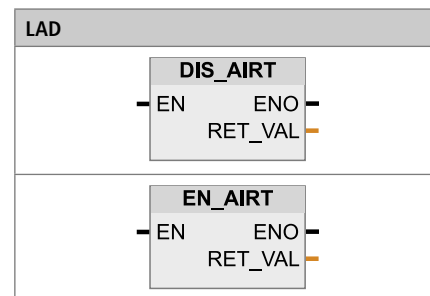 LAD
DIS_AIRT
EN ENO
RET_VAL
EN_AIRT
EN ENO
RET_VAL